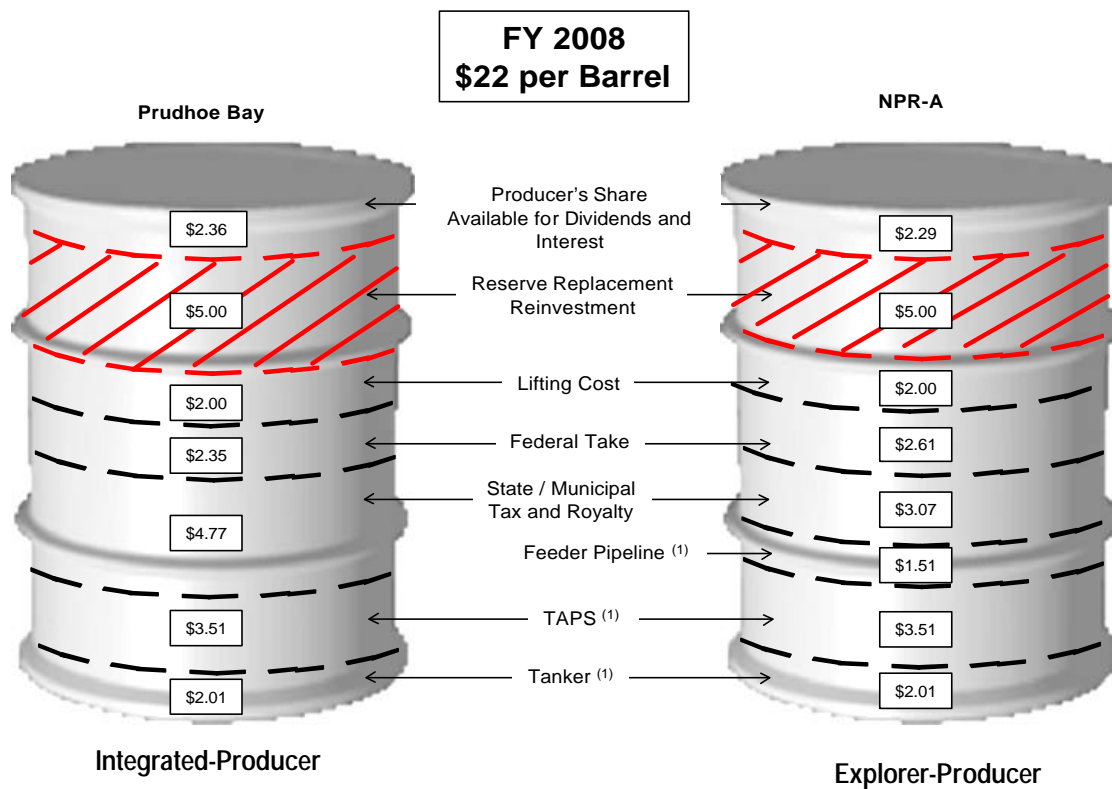 FY 2008
$22 per Barrel
Prudhoe Bay
NPR-A
Producer's Share
Available for Dividends and
Interest
$2.36
$2.29
Reserve Replacement
Reinvestment
$5.00
$5.00
Lifting Cost
$2.00
$2.00
Federal Take
$2.35
$2.61
State / Municipal
Tax and Royalty
$4.77
$3.07
Feeder Pipeline (1)
$1.51
TAPS (1)
$3.51
$3.51
Tanker (1)
$2.01
$2.01
Integrated-Producer
Explorer-Producer